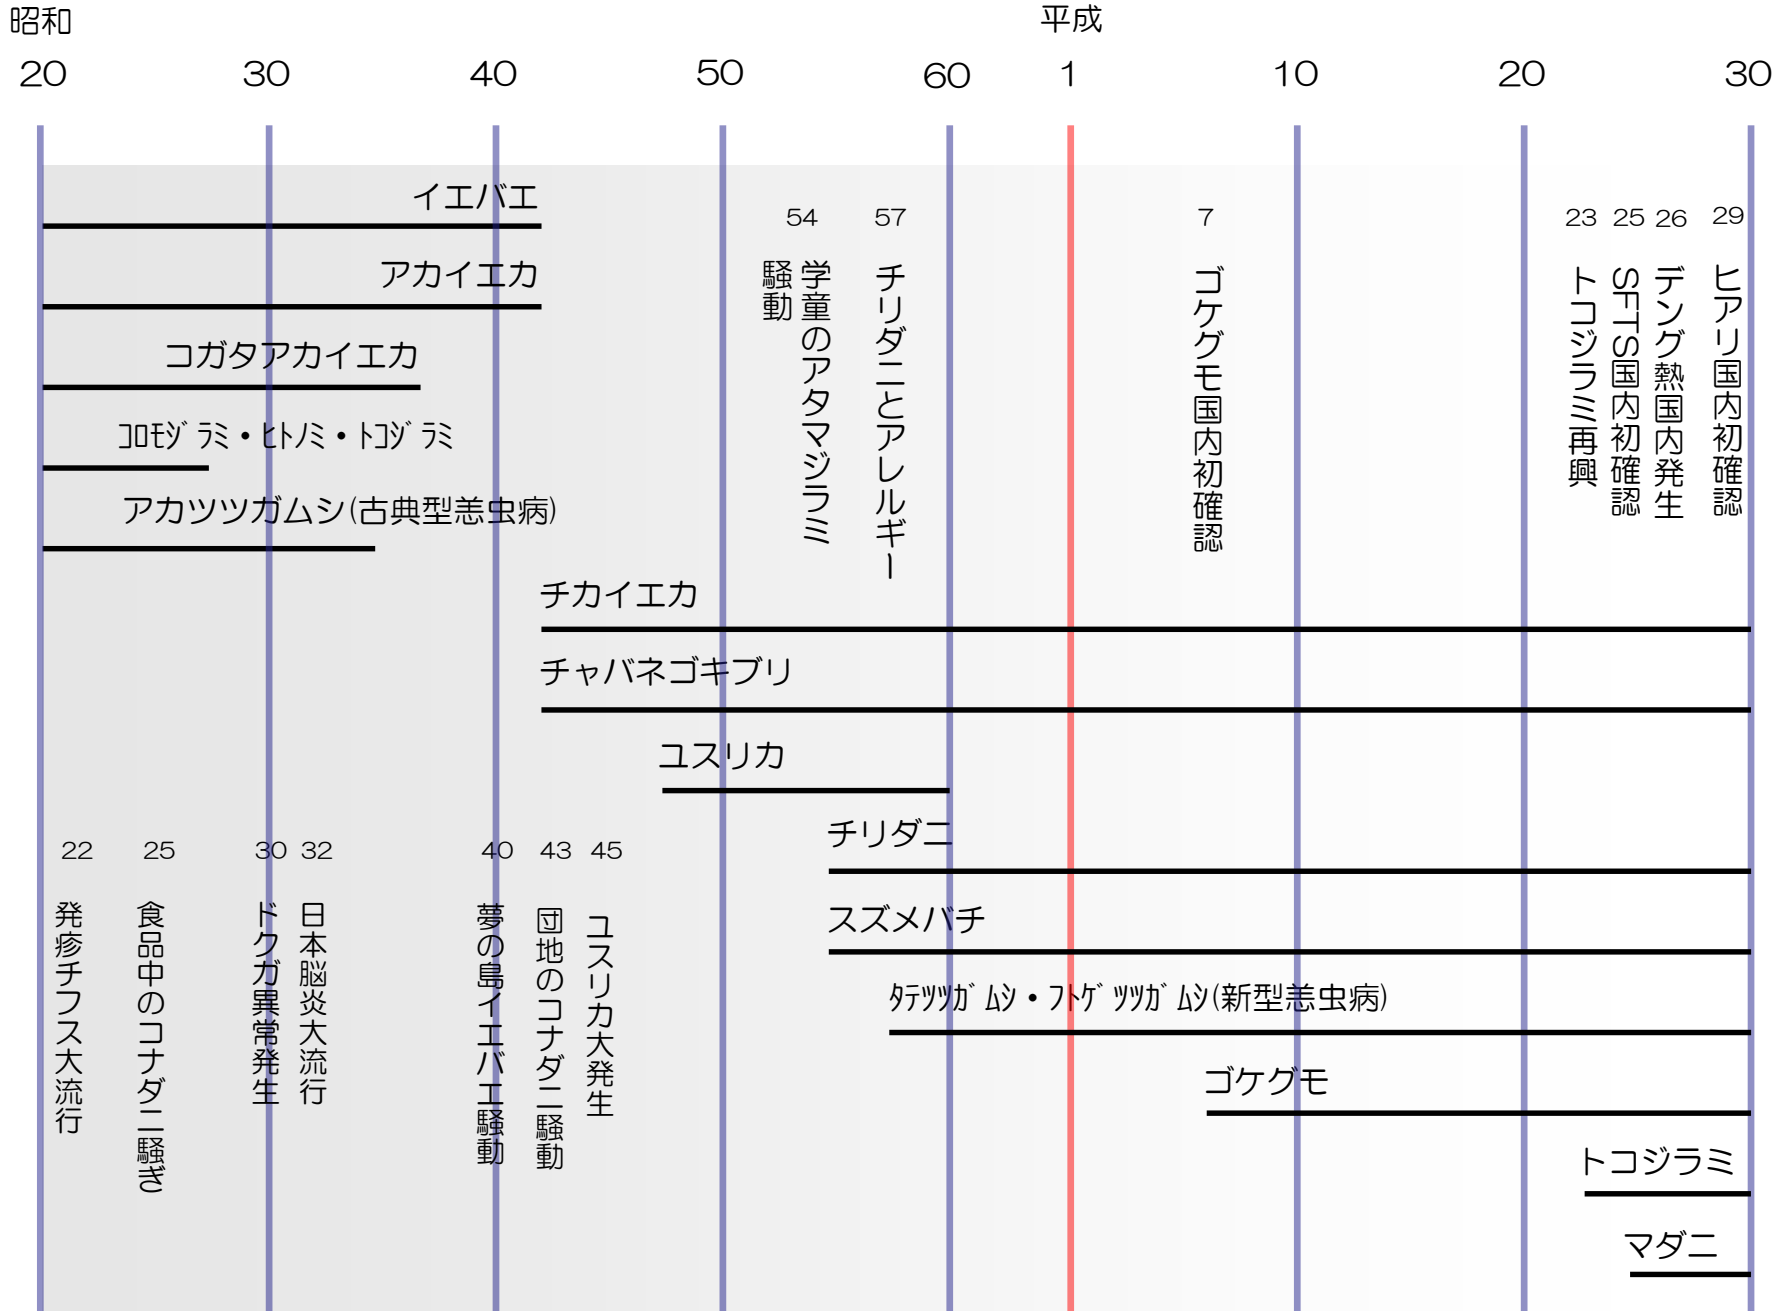 昭和
平成
20 30 40 50 60 1 10 20 30
イエバエ
アカイエカ
コガタアカイエカ
ｺﾛﾓｼﾞﾗﾐ・ﾋﾄﾉﾐ・ﾄｺｼﾞﾗﾐ
アカツツガムシ(古典型恙虫病)
54
学童のアタマジラミ
騒動
57
チリダニとアレルギー
7
ゴケグモ国内初確認
23
トコジラミ再興
25
SFTS国内初確認
26
デング熱国内発生
29
ヒアリ国内初確認
チカイエカ
チャバネゴキブリ
ユスリカ
チリダニ
スズメバチ
ﾀﾃﾂﾂｶﾞﾑｼ・ﾌﾄｹﾞﾂﾂｶﾞﾑｼ(新型恙虫病)
ゴケグモ
トコジラミ
マダニ
22
発疹チフス大流行
25
食品中のコナダニ騒ぎ
30
ドクガ異常発生
32
日本脳炎大流行
40
夢の島イエバエ騒動
43
団地のコナダニ騒動
45
ユスリカ大発生